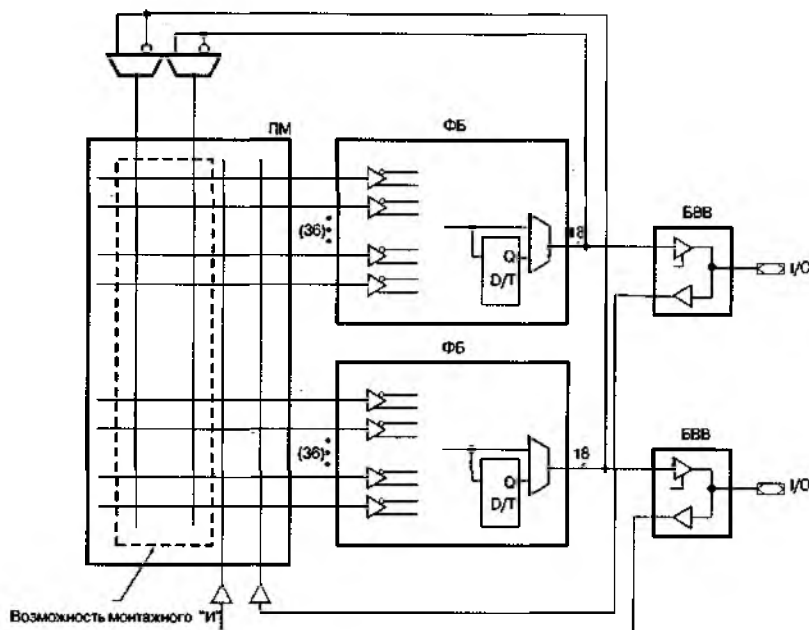 ПМ
ФБ
(36)
Q
D/T
18
БВВ
I/O
ФБ
(36)
Q
D/T
18
БВВ
I/O
Возможность монтажного "И"